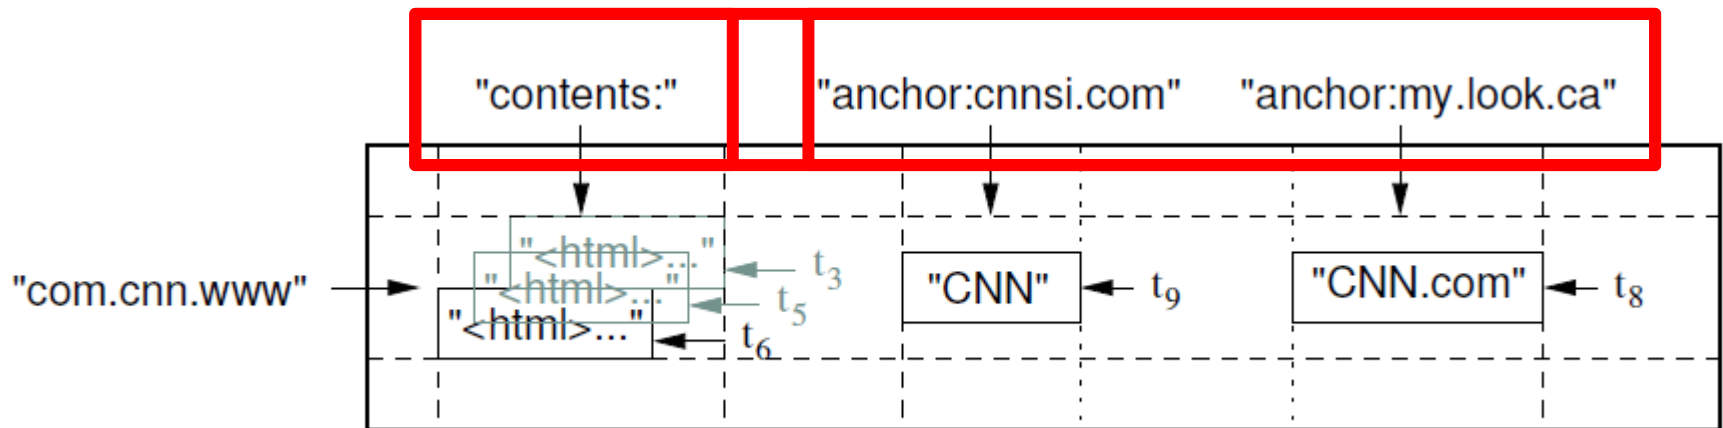 "contents:" "anchor:cnnsi.com" "anchor:my.look.ca"
"<html>..." t3
"com.cnn.www" "<html>..." t5 "CNN" t9 "CNN.com" t8
"<html>..." t6